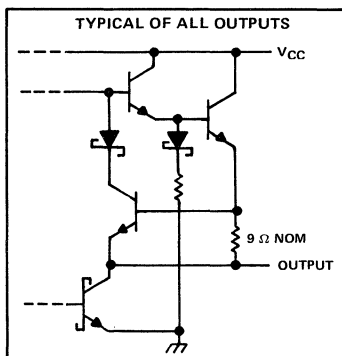 TYPICAL OF ALL OUTPUTS
VCC
9 Ω NOM
OUTPUT